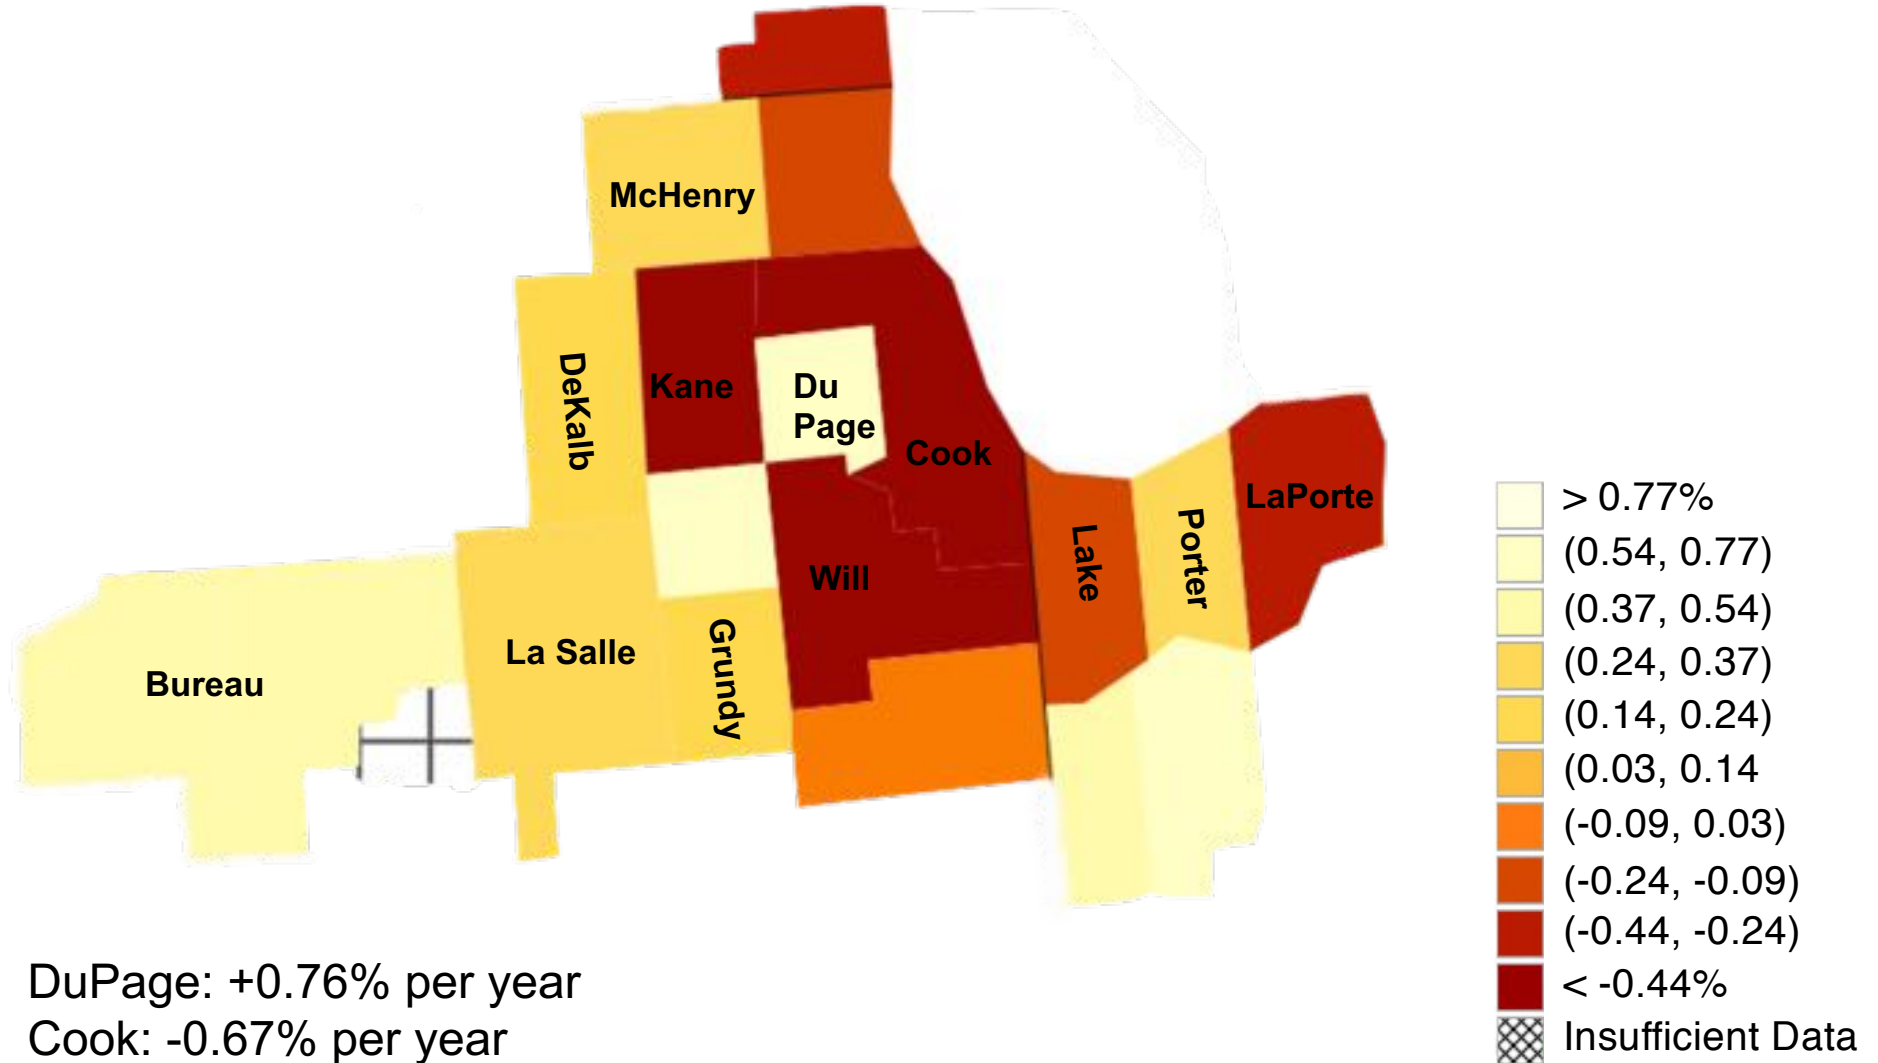 McHenry
DeKalb
Kane
Du
Page
Cook
LaPorte
Lake
Porter
Will
La Salle
Grundy
Bureau
> 0.77%
(0.54, 0.77)
(0.37, 0.54)
(0.24, 0.37)
(0.14, 0.24)
(0.03, 0.14
(-0.09, 0.03)
(-0.24, -0.09)
(-0.44, -0.24)
< -0.44%
Insufficient Data
DuPage: +0.76% per year
Cook: -0.67% per year